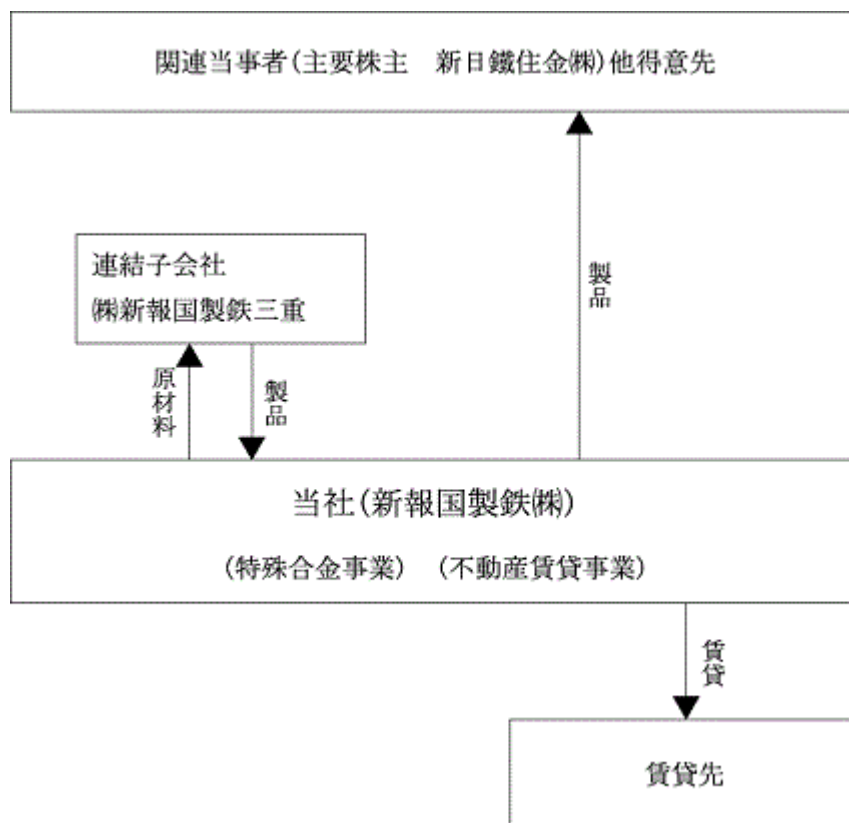 関連当事者(主要株主　新日鐵住金㈱)他得意先
製品
連結子会社
㈱新報国製鉄三重
原材料
製品
当社(新報国製鉄㈱)
(特殊合金事業)　(不動産賃貸事業)
賃貸
賃貸先